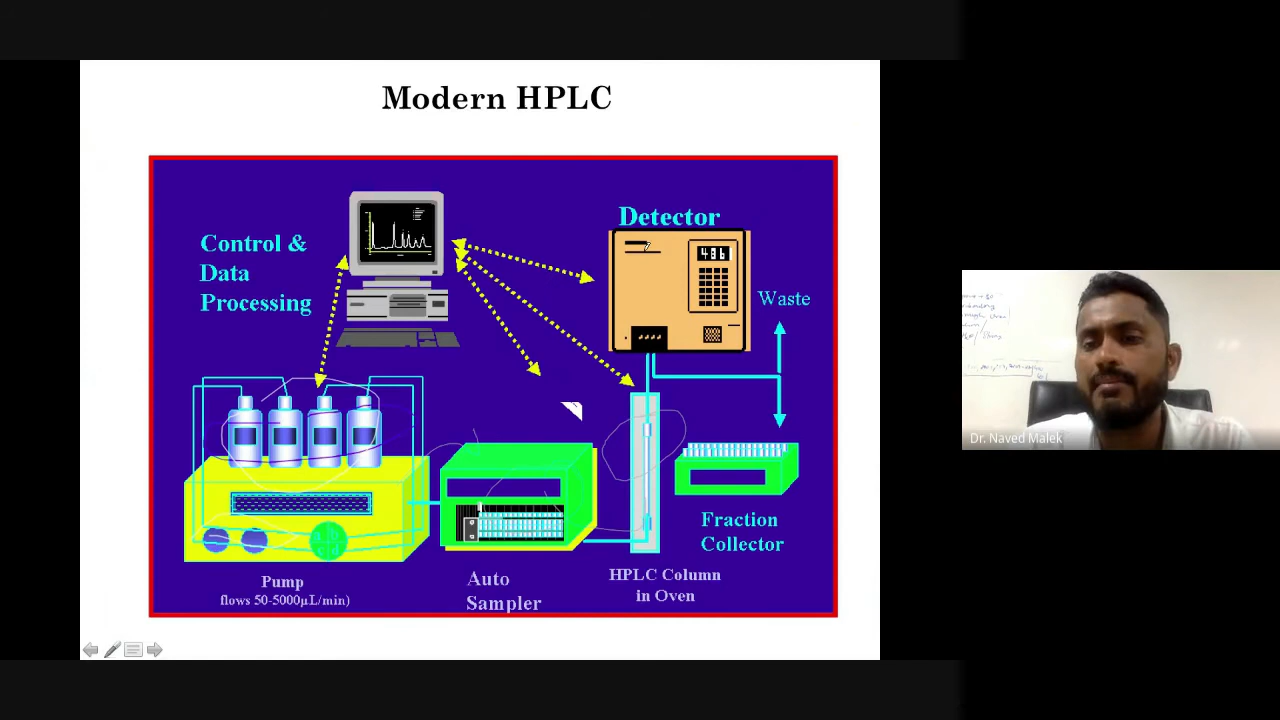 Modern HPLC
Control &
Data
Processing
Detector
486
Waste
a b
c d
Pump
flows 50-5000µL/min)
Auto
Sampler
HPLC Column
in Oven
Fraction
Collector
Dr. Naved Malek